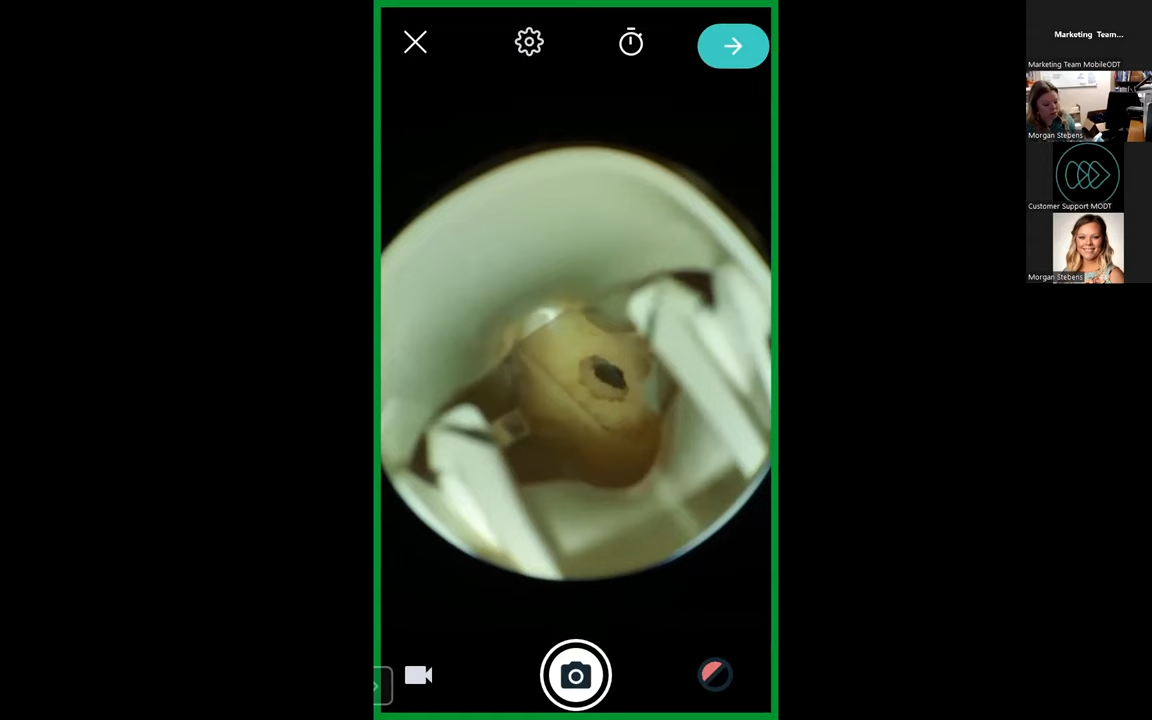 Marketing Team...
Marketing Team MobileODT
Morgan Stebens
Customer Support MODT
Morgan Stebens